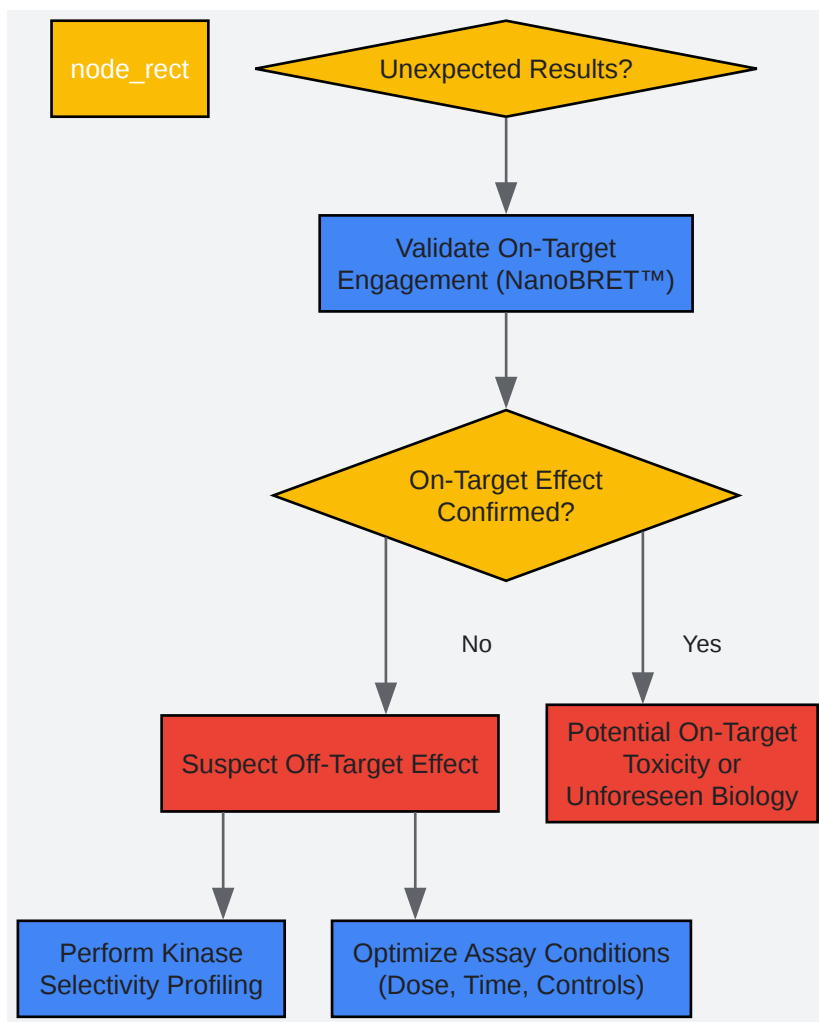 node_rect
Unexpected Results?
Validate On-Target
Engagement (NanoBRET™)
On-Target Effect
Confirmed?
No
Yes
Suspect Off-Target Effect
Potential On-Target
Toxicity or
Unforeseen Biology
Perform Kinase
Selectivity Profiling
Optimize Assay Conditions
(Dose, Time, Controls)